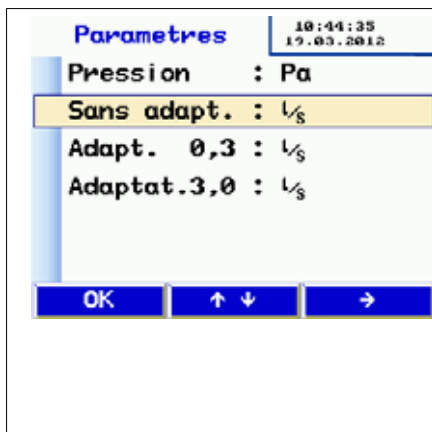 Parametres
10:44:35
19.03.2012
Pression : Pa
Sans adapt. : L/s
Adapt. 0,3 : L/s
Adaptat.3,0 : L/s
OK ↑ ↓ →